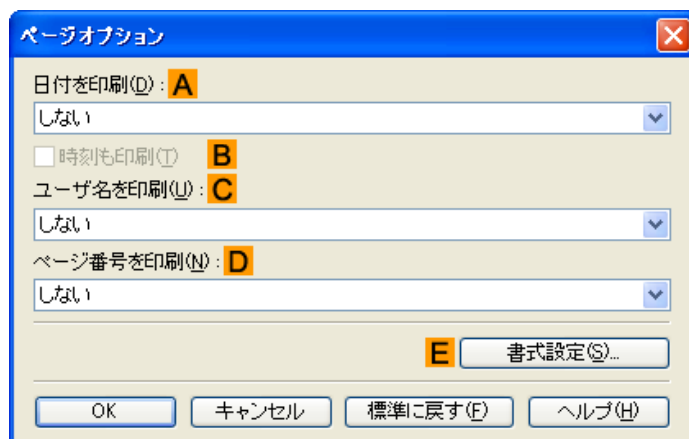 ページオプション
日付を印刷(D) : A
しない
時刻も印刷(T) B
ユーザ名を印刷(U) : C
しない
ページ番号を印刷(N) : D
しない
E 書式設定(S)...
OK キャンセル 標準に戻す(F) ヘルプ(H)